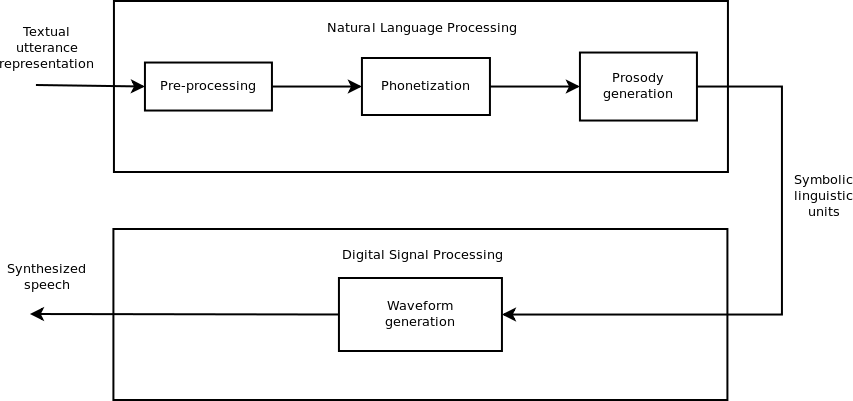 Textual
utterance
representation
Natural Language Processing
Pre-processing
Phonetization
Prosody
generation
Symbolic
linguistic
units
Digital Signal Processing
Waveform
generation
Synthesized
speech